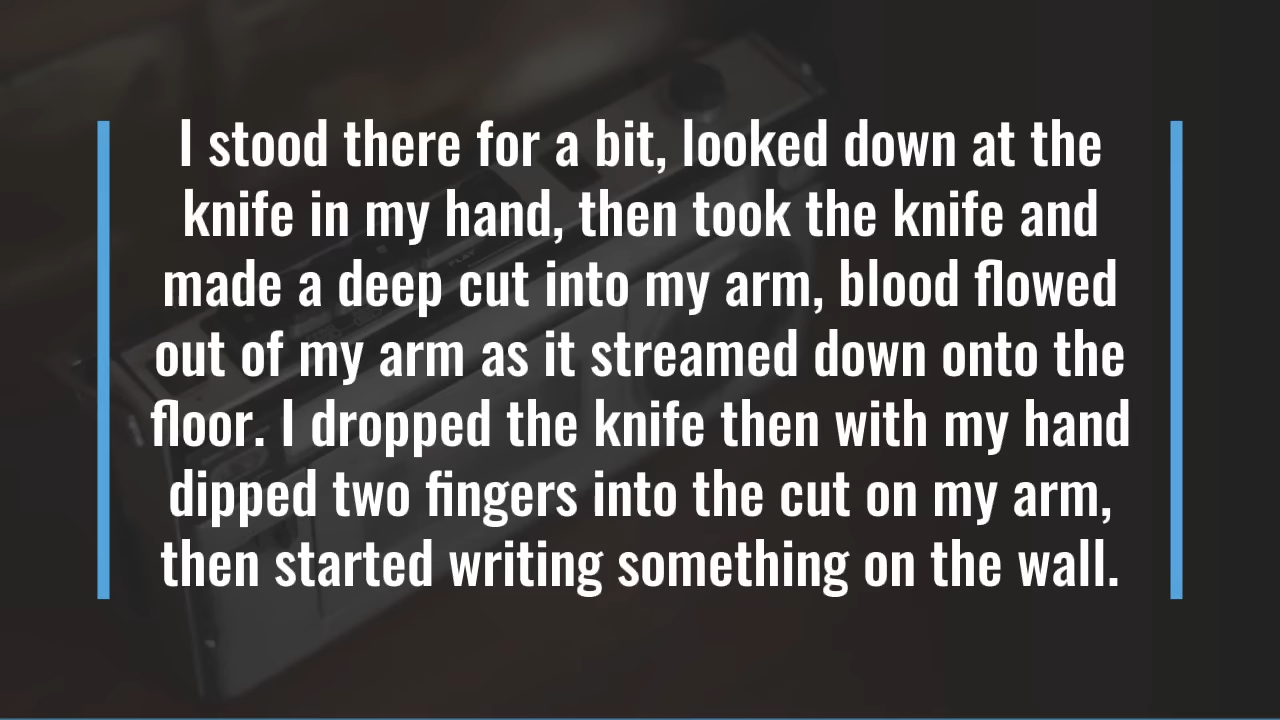 I stood there for a bit, looked down at the
knife in my hand, then took the knife and
made a deep cut into my arm, blood flowed
out of my arm as it streamed down onto the
floor. I dropped the knife then with my hand
dipped two fingers into the cut on my arm,
then started writing something on the wall.